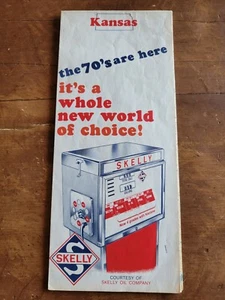 Kansas
the 70's are here
it's a
whole
new world
of choice!
SKELLY
SKELLY
S
COURTESY OF
SKELLY OIL COMPANY